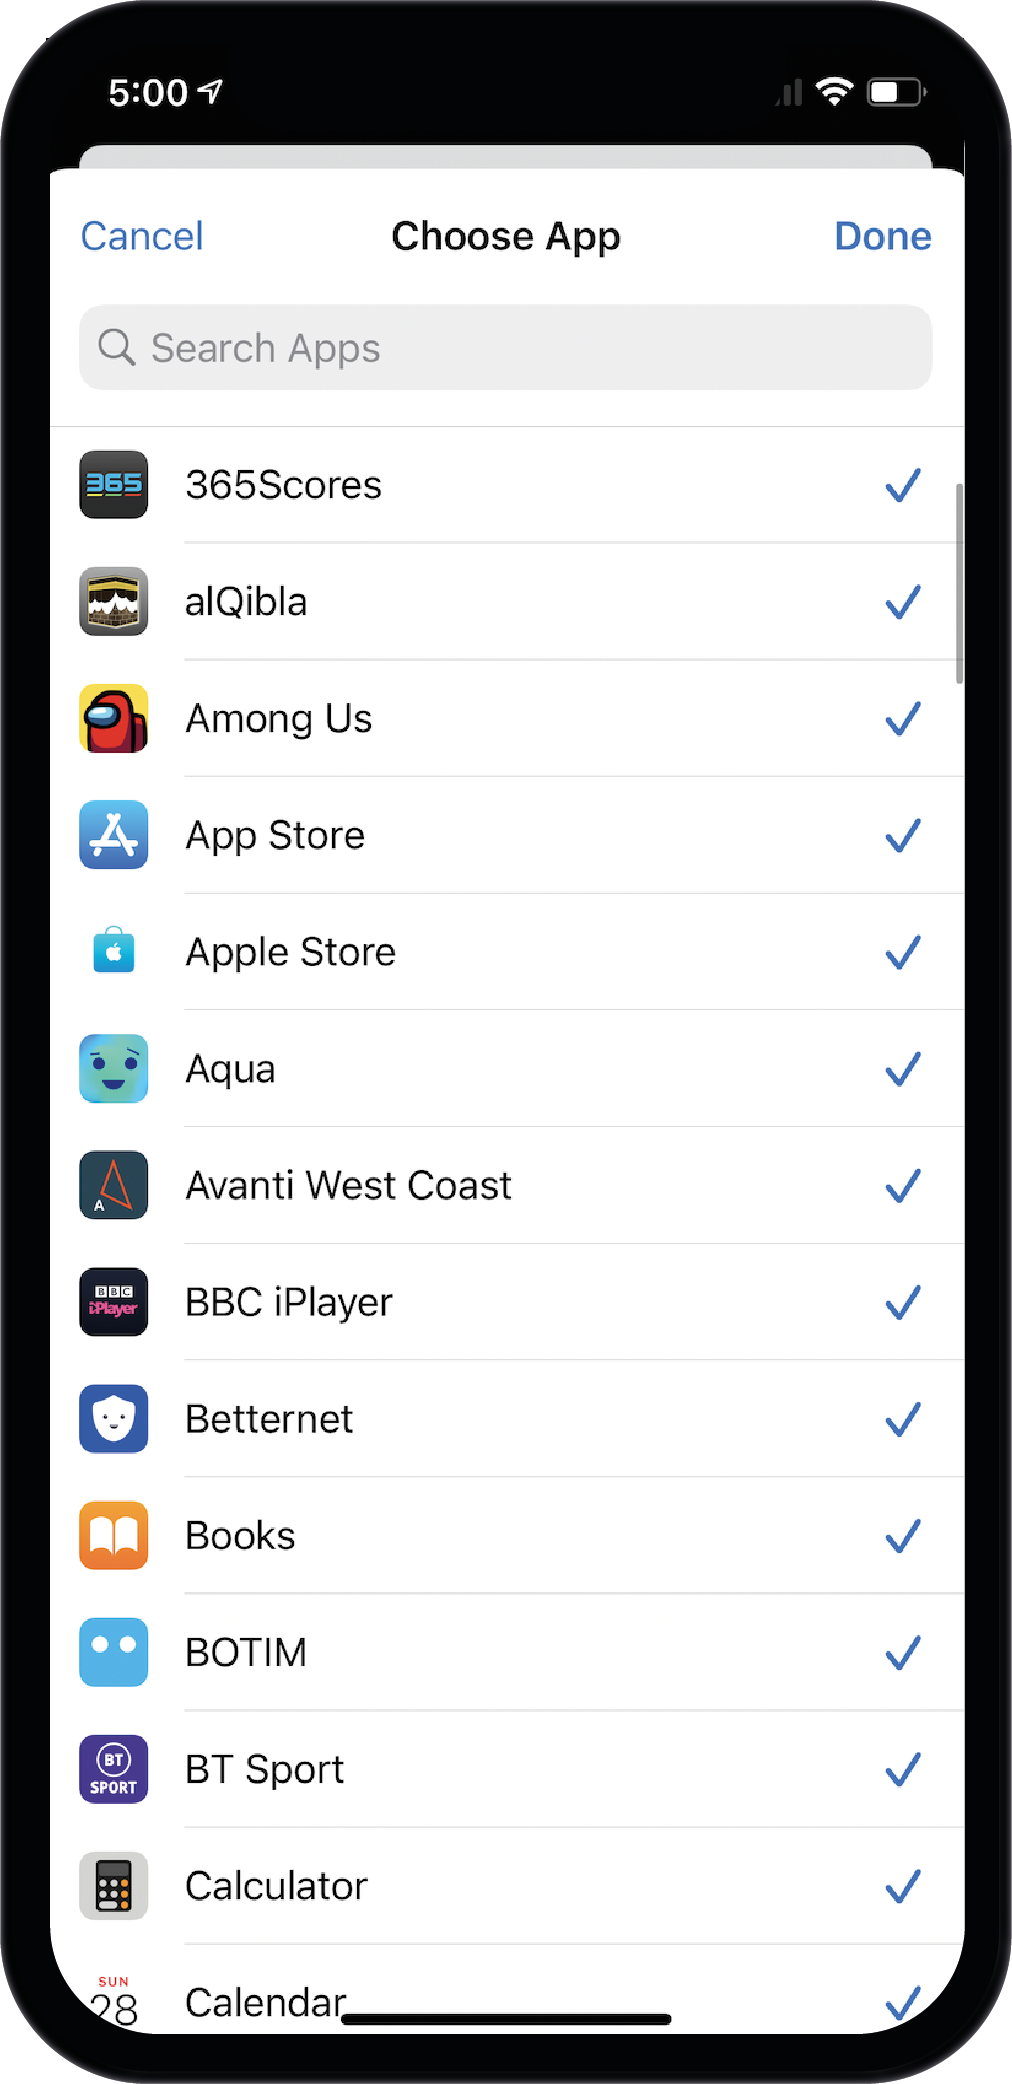 5:00
Cancel Choose App Done
Search Apps
365 365Scores
alQibla
Among Us
App Store
Apple Store
Aqua
A Avanti West Coast
BBC iPlayer BBC iPlayer
Betternet
Books
BOTIM
BT SPORT BT Sport
Calculator
SUN
28 Calendar